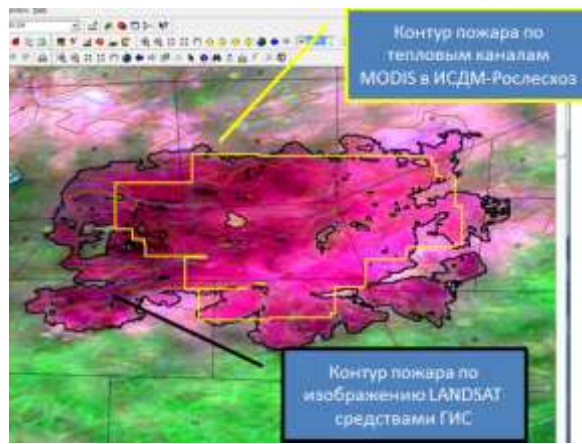 Контур пожара по
тепловым каналам
MODIS в ИСДМ-Рослесхоз
Контур пожара по
изображению LANDSAT
средствами ГИС